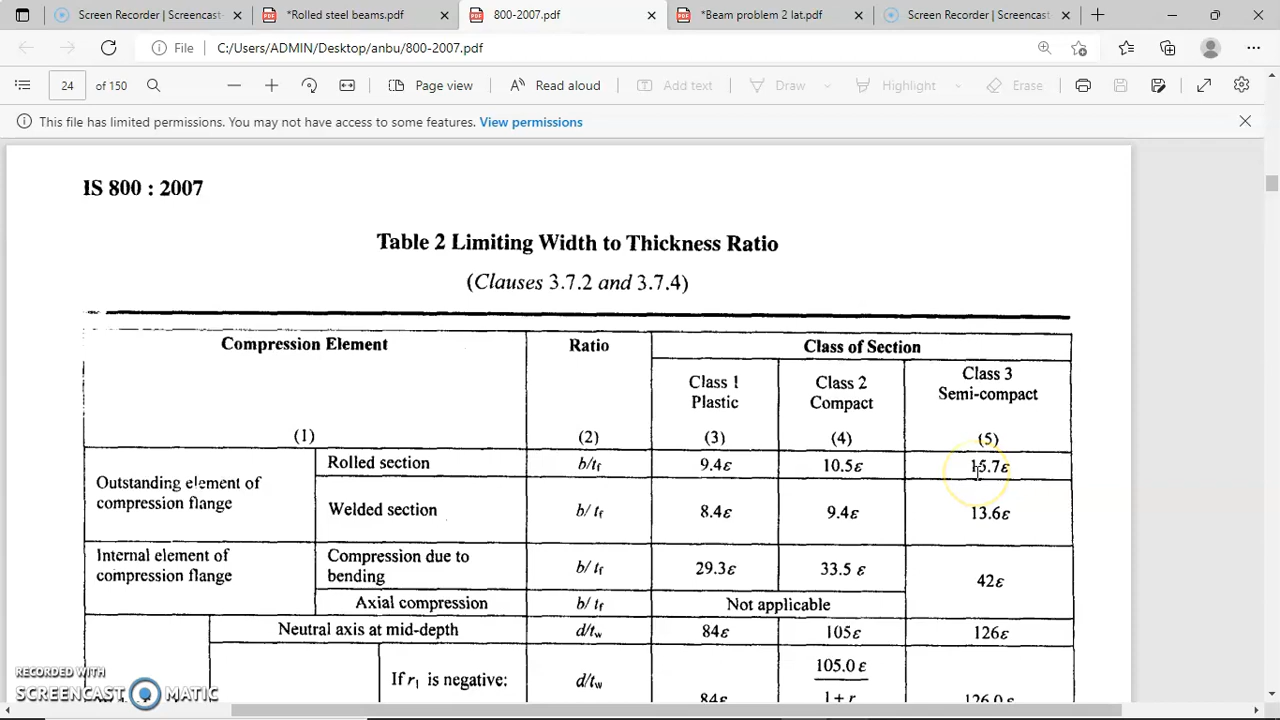 Screen Recorder | Screencast-
*Rolled steel beams.pdf
800-2007.pdf
*Beam problem 2 lat.pdf
Screen Recorder | Screencast
File C:/Users/ADMIN/Desktop/anbu/800-2007.pdf
24 of 150 Page view Read aloud Add text Draw Highlight Erase
This file has limited permissions. You may not have access to some features. View permissions
IS 800 : 2007
Table 2 Limiting Width to Thickness Ratio
(Clauses 3.7.2 and 3.7.4)
Compression Element Ratio Class of Section
Class 1 Plastic Class 2 Compact Class 3 Semi-compact
(1) (2) (3) (4) (5)
Outstanding element of compression flange
Rolled section b/tf 9.4ε 10.5ε 15.7ε
Welded section b/ tf 8.4ε 9.4ε 13.6ε
Internal element of compression flange
Compression due to bending b/ tf 29.3ε 33.5 ε 42ε
Axial compression b/ tf Not applicable
Neutral axis at mid-depth d/tw 84ε 105ε 126ε
If r1 is negative: d/tw 84ε 105.0 ε
1 + r
126.0 ε
RECORDED WITH
SCREENCAST MATIC